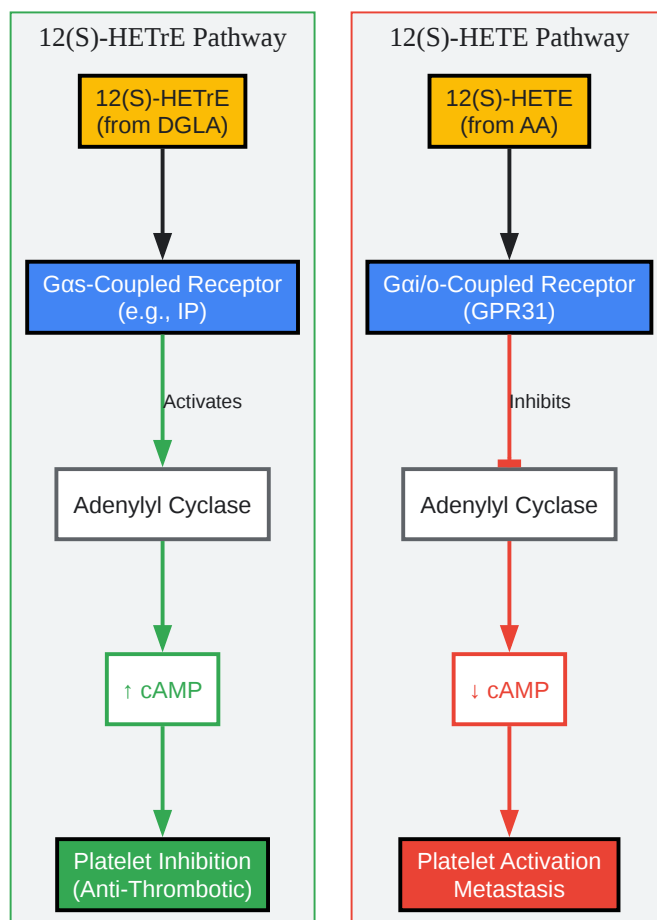 12(S)-HETrE Pathway
12(S)-HETrE
(from DGLA)
Gαs-Coupled Receptor
(e.g., IP)
Activates
Adenylyl Cyclase
↑ cAMP
Platelet Inhibition
(Anti-Thrombotic)
12(S)-HETE Pathway
12(S)-HETE
(from AA)
Gαi/o-Coupled Receptor
(GPR31)
Inhibits
Adenylyl Cyclase
↓ cAMP
Platelet Activation
Metastasis